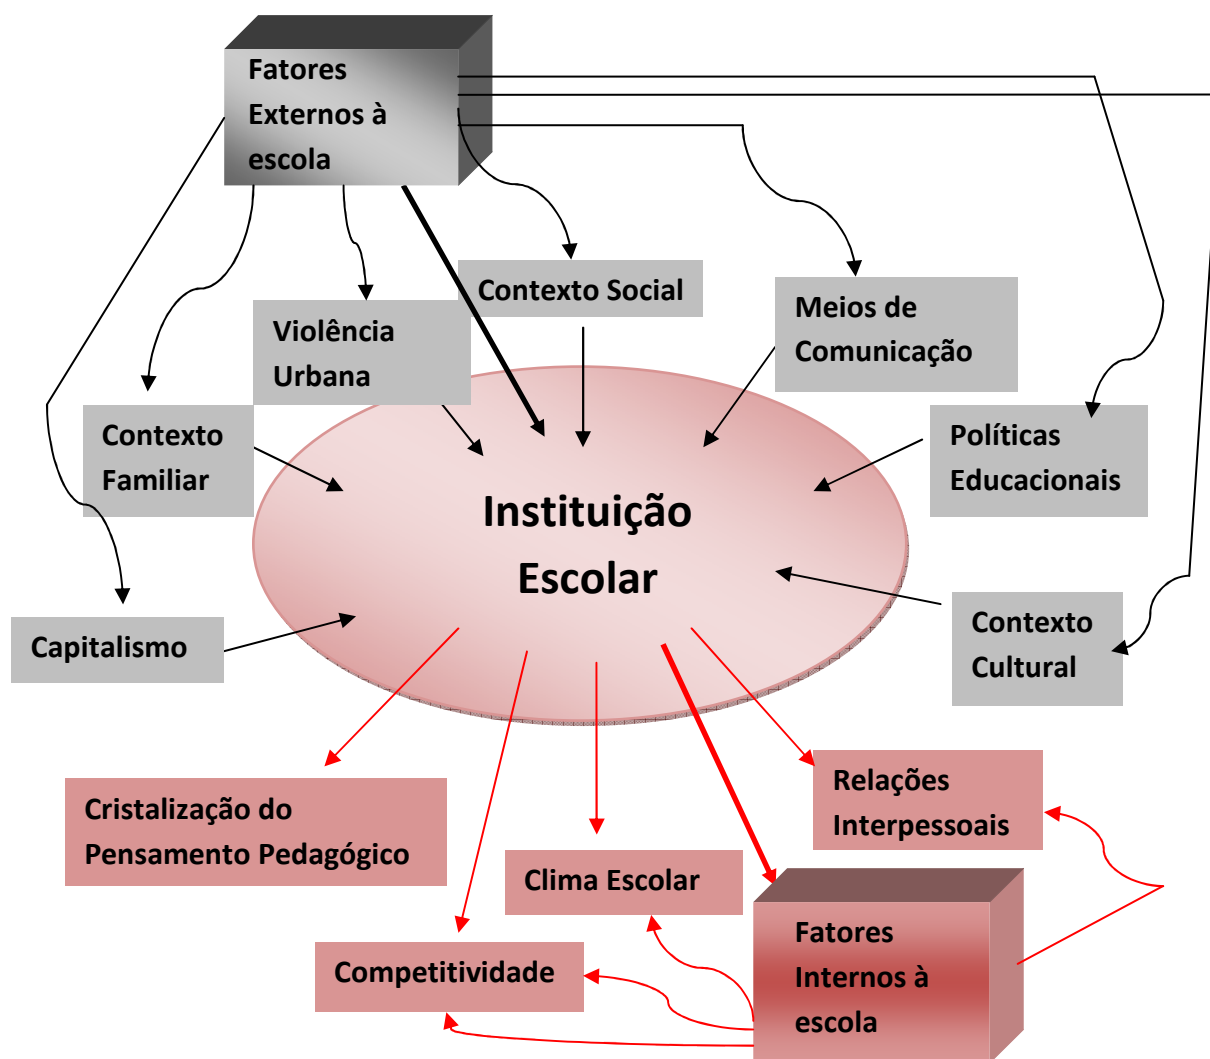 Fatores
Externos à
escola
Contexto Social
Violência
Urbana
Meios de
Comunicação
Contexto
Familiar
Políticas
Educacionais
Instituição
Escolar
Capitalismo
Contexto
Cultural
Relações
Interpessoais
Cristalização do
Pensamento Pedagógico
Clima Escolar
Competitividade
Fatores
Internos à
escola